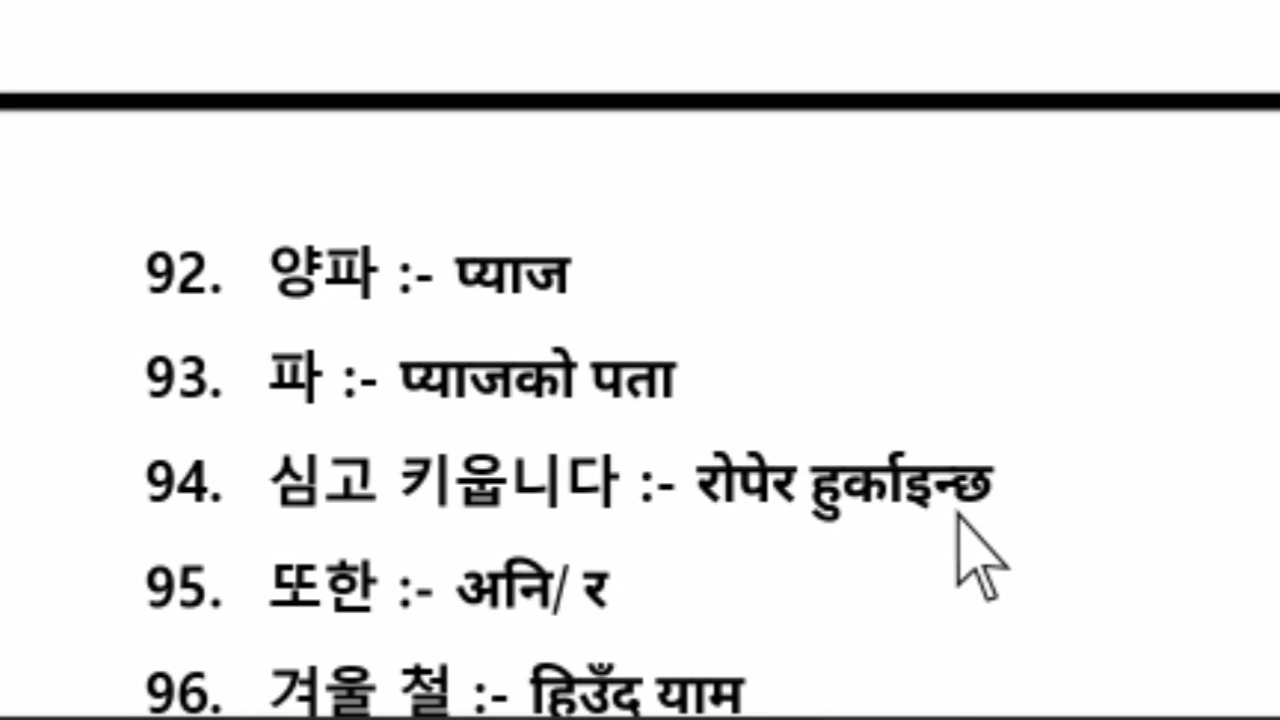 92. 양파 :- प्याज
93. 파 :- प्याजको पता
94. 심고 키웁니다 :- रोपेर हुर्काइन्छ
95. 또한 :- अनि/ र
96. 겨울 철 :- हिउँद याम